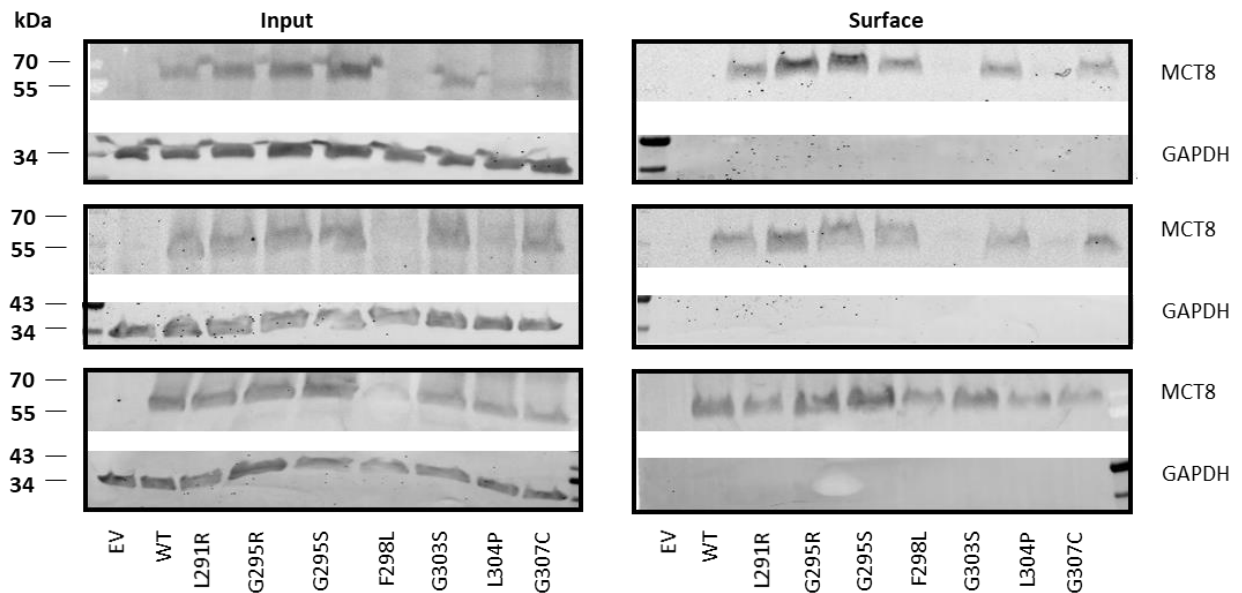 kDa Input Surface
70 —
55 —
MCT8
34 —
GAPDH
70 —
55 —
MCT8
43 —
34 —
GAPDH
70 —
55 —
MCT8
43 —
34 —
GAPDH
EV WT L291R G295R G295S F298L G303S L304P G307C
EV WT L291R G295R G295S F298L G303S L304P G307C